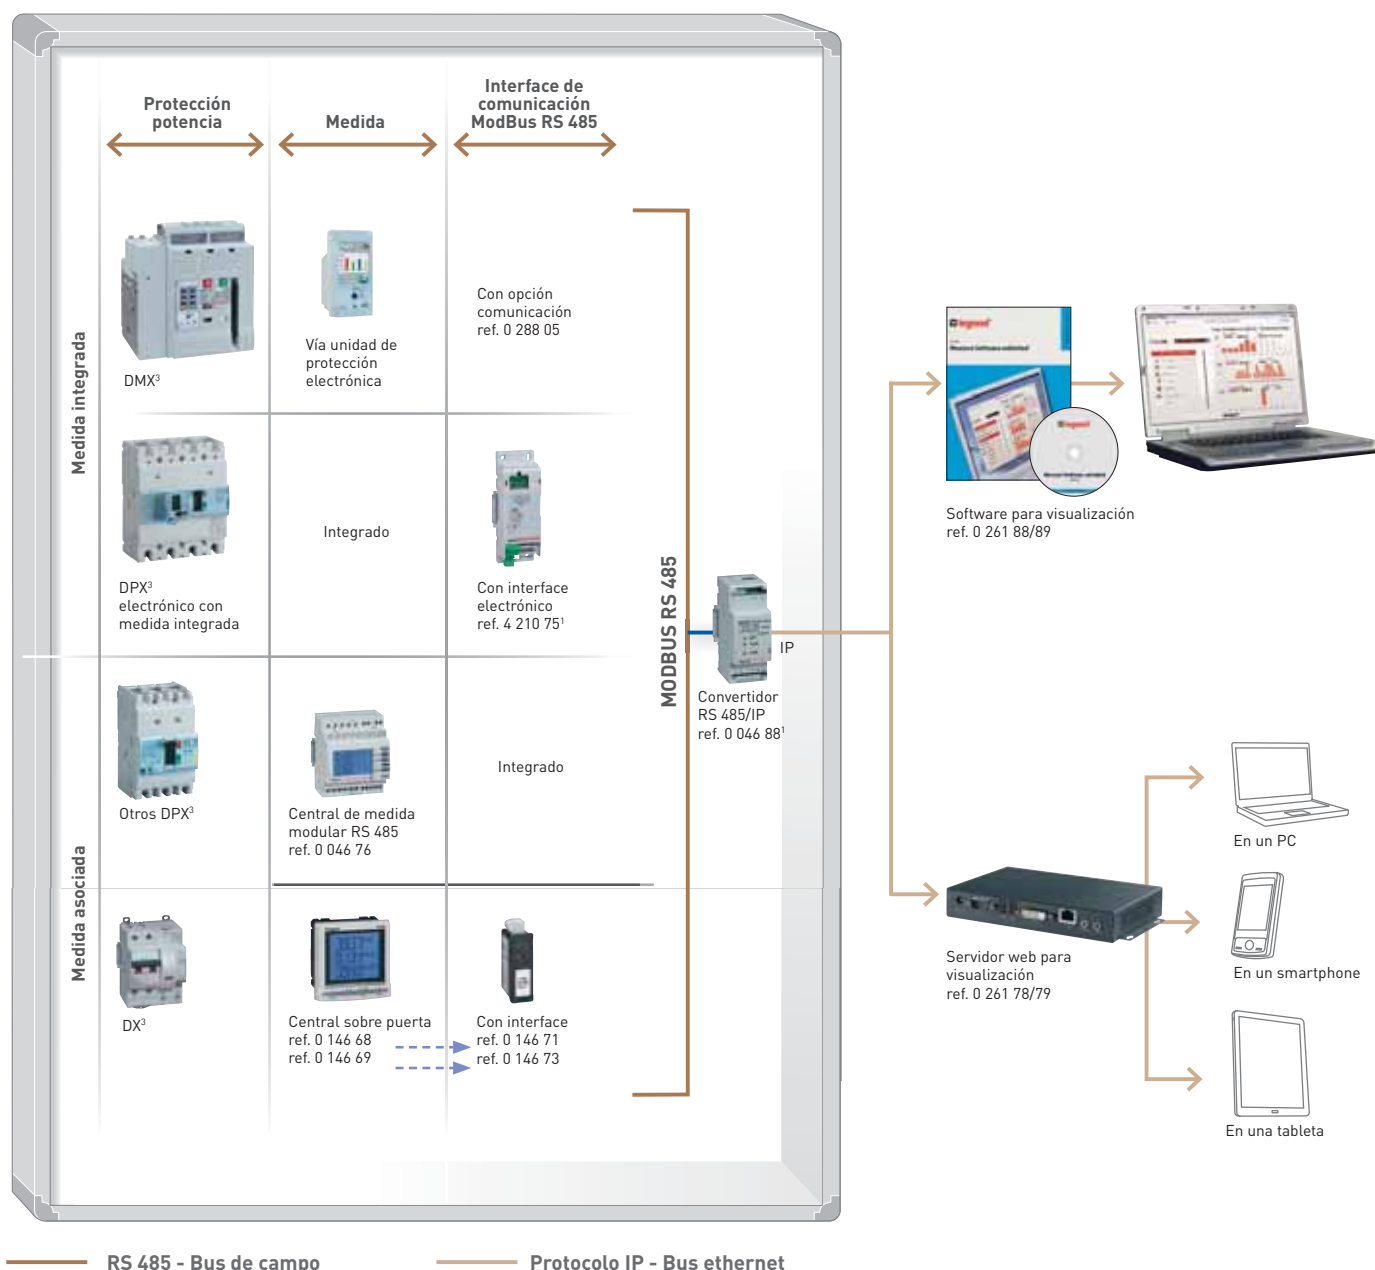 Protección
potencia
Medida
Interface de
comunicación
ModBus RS 485
Medida integrada
DMX³
Vía unidad de
protección
electrónica
Con opción
comunicación
ref. 0 288 05
DPX³
electrónico con
medida integrada
Integrado
Con interface
electrónico
ref. 4 210 75¹
Medida asociada
Otros DPX³
Central de medida
modular RS 485
ref. 0 046 76
Integrado
DX³
Central sobre puerta
ref. 0 146 68
ref. 0 146 69
Con interface
ref. 0 146 71
ref. 0 146 73
MODBUS RS 485
IP
Convertidor
RS 485/IP
ref. 0 046 88¹
legrand
legrand
Software para visualización
ref. 0 261 88/89
Servidor web para
visualización
ref. 0 261 78/79
En un PC
En un smartphone
En una tableta
RS 485 - Bus de campo
Protocolo IP - Bus ethernet